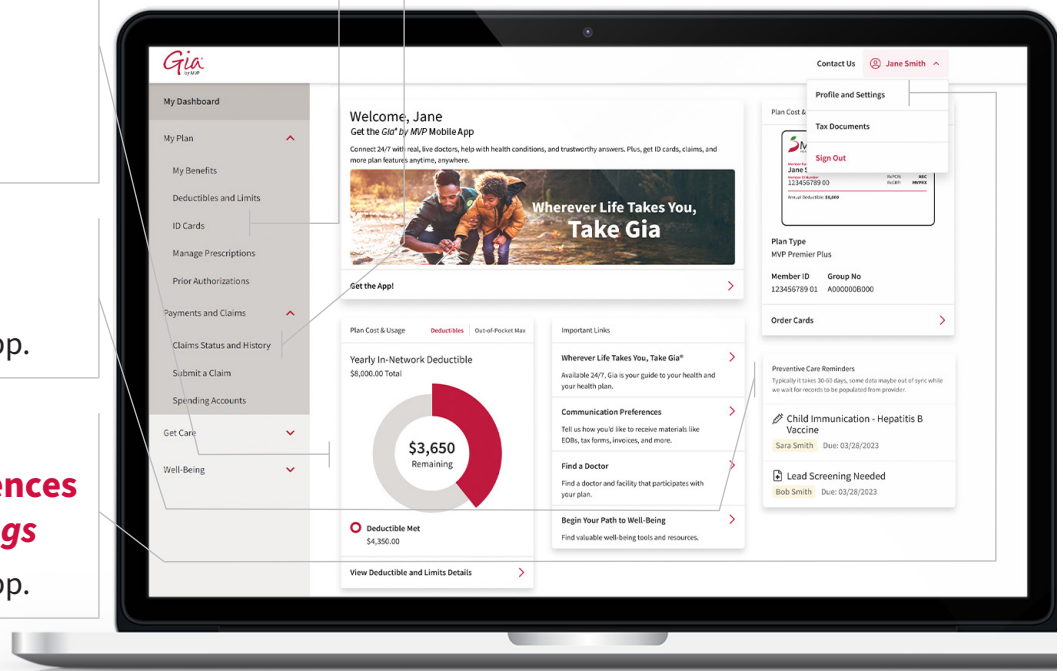 op.
ences
gs
op.
Gia
by MVP
Contact Us
Jane Smith
Profile and Settings
Tax Documents
Sign Out
My Dashboard
My Plan
My Benefits
Deductibles and Limits
ID Cards
Manage Prescriptions
Prior Authorizations
Payments and Claims
Claims Status and History
Submit a Claim
Spending Accounts
Get Care
Well-Being
Welcome, Jane
Get the Gia® by MVP Mobile App
Connect 24/7 with real, live doctors, help with health conditions, and trustworthy answers. Plus, get ID cards, claims, and
more plan features anytime, anywhere.
Wherever Life Takes You,
Take Gia
Get the App!
Plan Cost & Usage
Deductibles
Out-of-Pocket Max
Yearly In-Network Deductible
$8,000.00 Total
$3,650
Remaining
Deductible Met
$4,350.00
View Deductible and Limits Details
Important Links
Wherever Life Takes You, Take Gia®
Available 24/7, Gia is your guide to your health and
your health plan.
Communication Preferences
Tell us how you'd like to receive materials like
EOBs, tax forms, invoices, and more.
Find a Doctor
Find a doctor and facility that participates with
your plan.
Begin Your Path to Well-Being
Find valuable well-being tools and resources.
Plan Cost &
Jane
123456789 00
Annual Deductible: $8,000
Plan Type
MVP Premier Plus
Member ID Group No
123456789 01 A000000B000
Order Cards
Preventive Care Reminders
Typically it takes 30-60 days, some data maybe out of sync while
we wait for records to be populated from provider.
Child Immunication - Hepatitis B
Vaccine
Sara Smith Due: 03/28/2023
Lead Screening Needed
Bob Smith Due: 03/28/2023